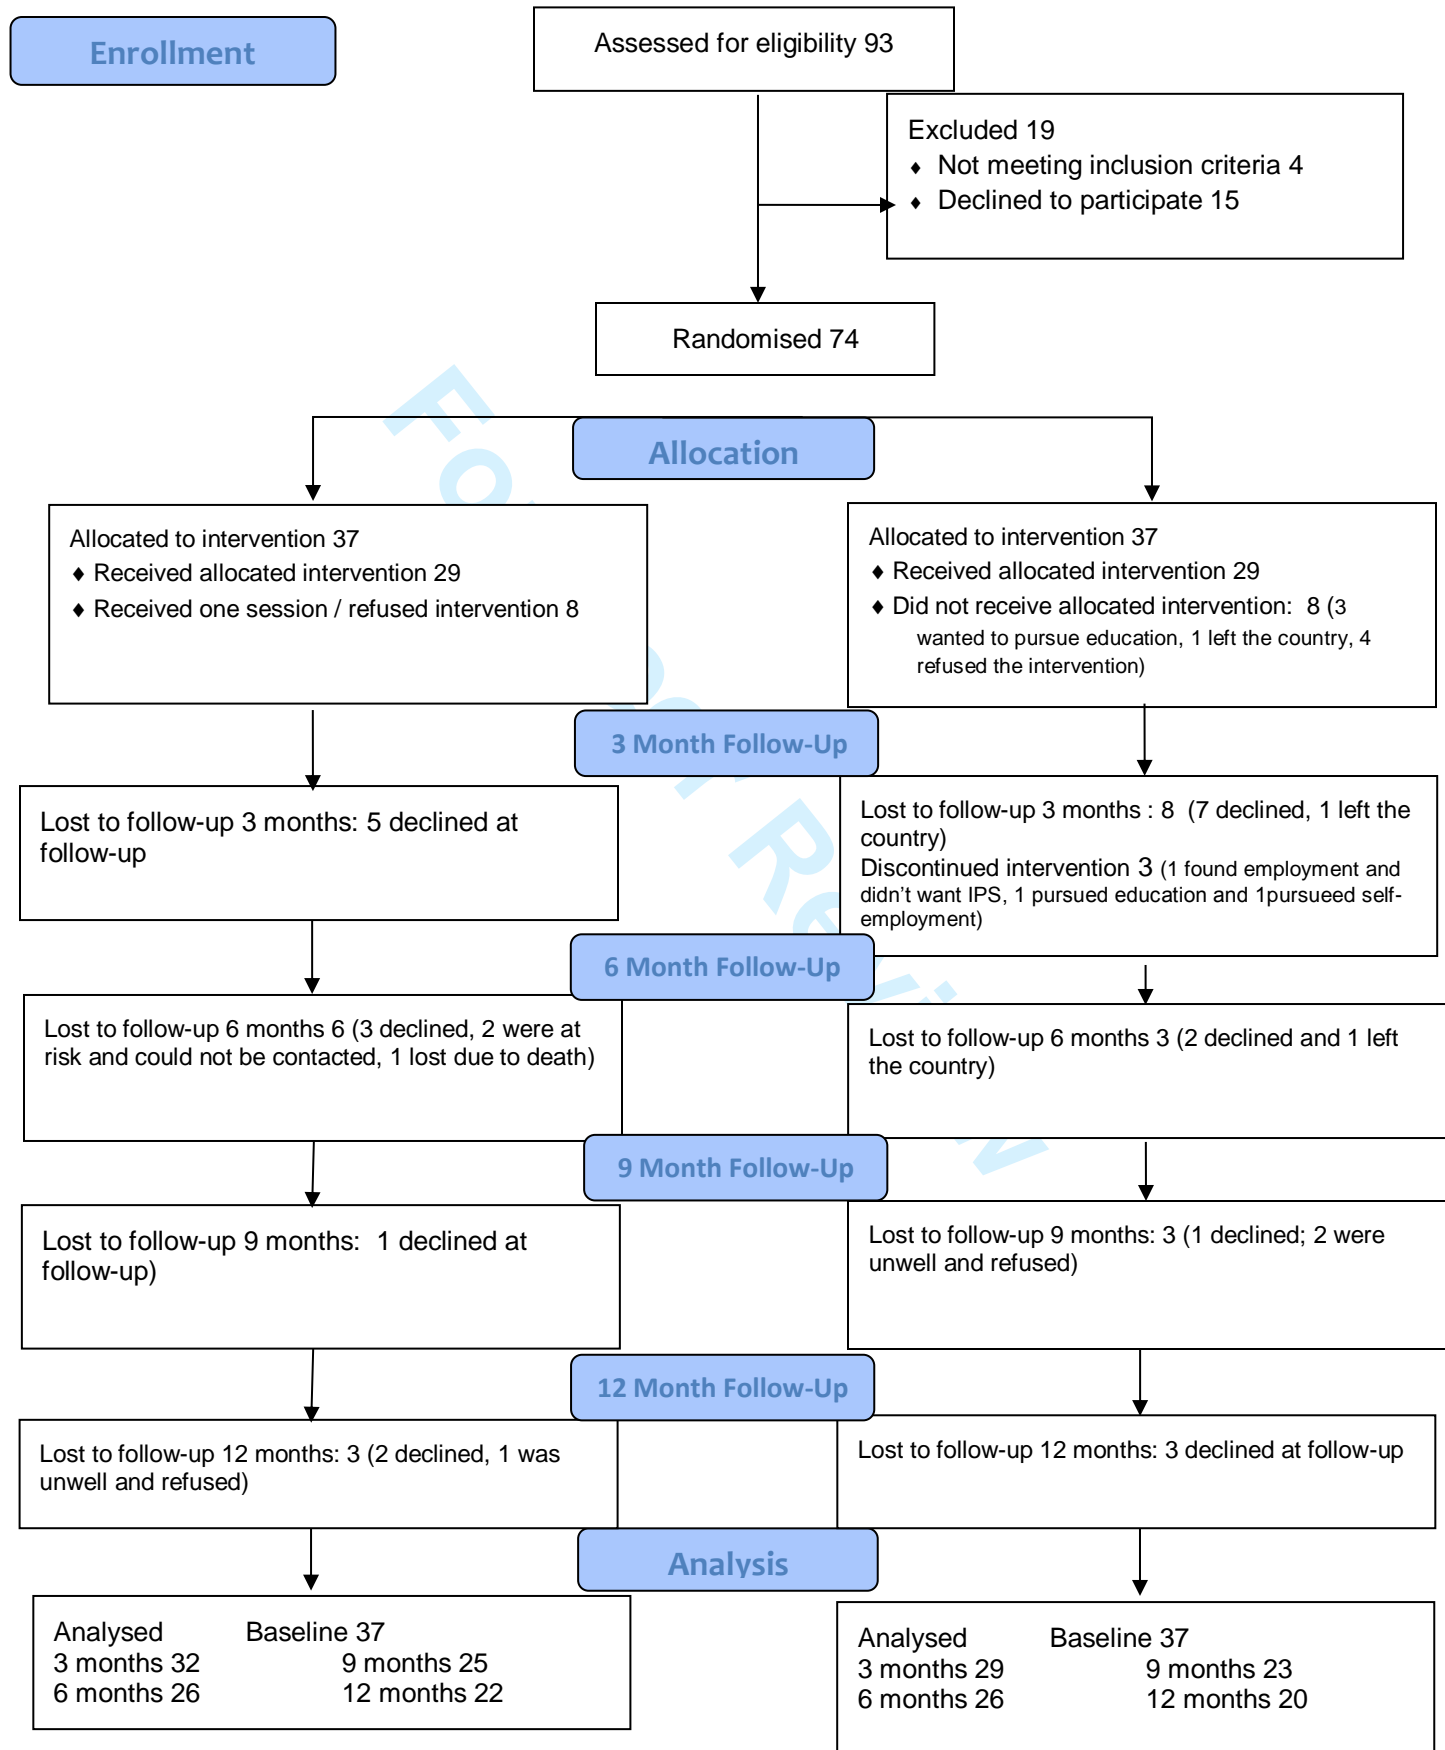 Enrollment
Assessed for eligibility 93
Excluded 19
♦ Not meeting inclusion criteria 4
♦ Declined to participate 15
Randomised 74
Allocation
Allocated to intervention 37
♦ Received allocated intervention 29
♦ Received one session / refused intervention 8
Allocated to intervention 37
♦ Received allocated intervention 29
♦ Did not receive allocated intervention: 8 (3
wanted to pursue education, 1 left the country, 4
refused the intervention)
3 Month Follow-Up
Lost to follow-up 3 months: 5 declined at
follow-up
Lost to follow-up 3 months : 8 (7 declined, 1 left the
country)
Discontinued intervention 3 (1 found employment and
didn't want IPS, 1 pursued education and 1pursueed self-
employment)
6 Month Follow-Up
Lost to follow-up 6 months 6 (3 declined, 2 were at
risk and could not be contacted, 1 lost due to death)
Lost to follow-up 6 months 3 (2 declined and 1 left
the country)
9 Month Follow-Up
Lost to follow-up 9 months: 1 declined at
follow-up)
Lost to follow-up 9 months: 3 (1 declined; 2 were
unwell and refused)
12 Month Follow-Up
Lost to follow-up 12 months: 3 (2 declined, 1 was
unwell and refused)
Lost to follow-up 12 months: 3 declined at follow-up
Analysis
Analysed Baseline 37
3 months 32 9 months 25
6 months 26 12 months 22
Analysed Baseline 37
3 months 29 9 months 23
6 months 26 12 months 20